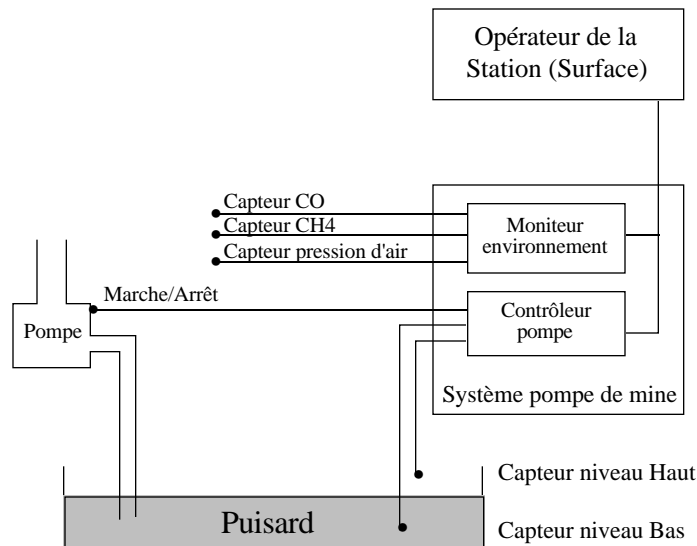 Opérateur de la
Station (Surface)
Capteur CO
Capteur CH4
Capteur pression d'air
Moniteur
environnement
Marche/Arrêt
Pompe
Contrôleur
pompe
Système pompe de mine
Capteur niveau Haut
Puisard
Capteur niveau Bas